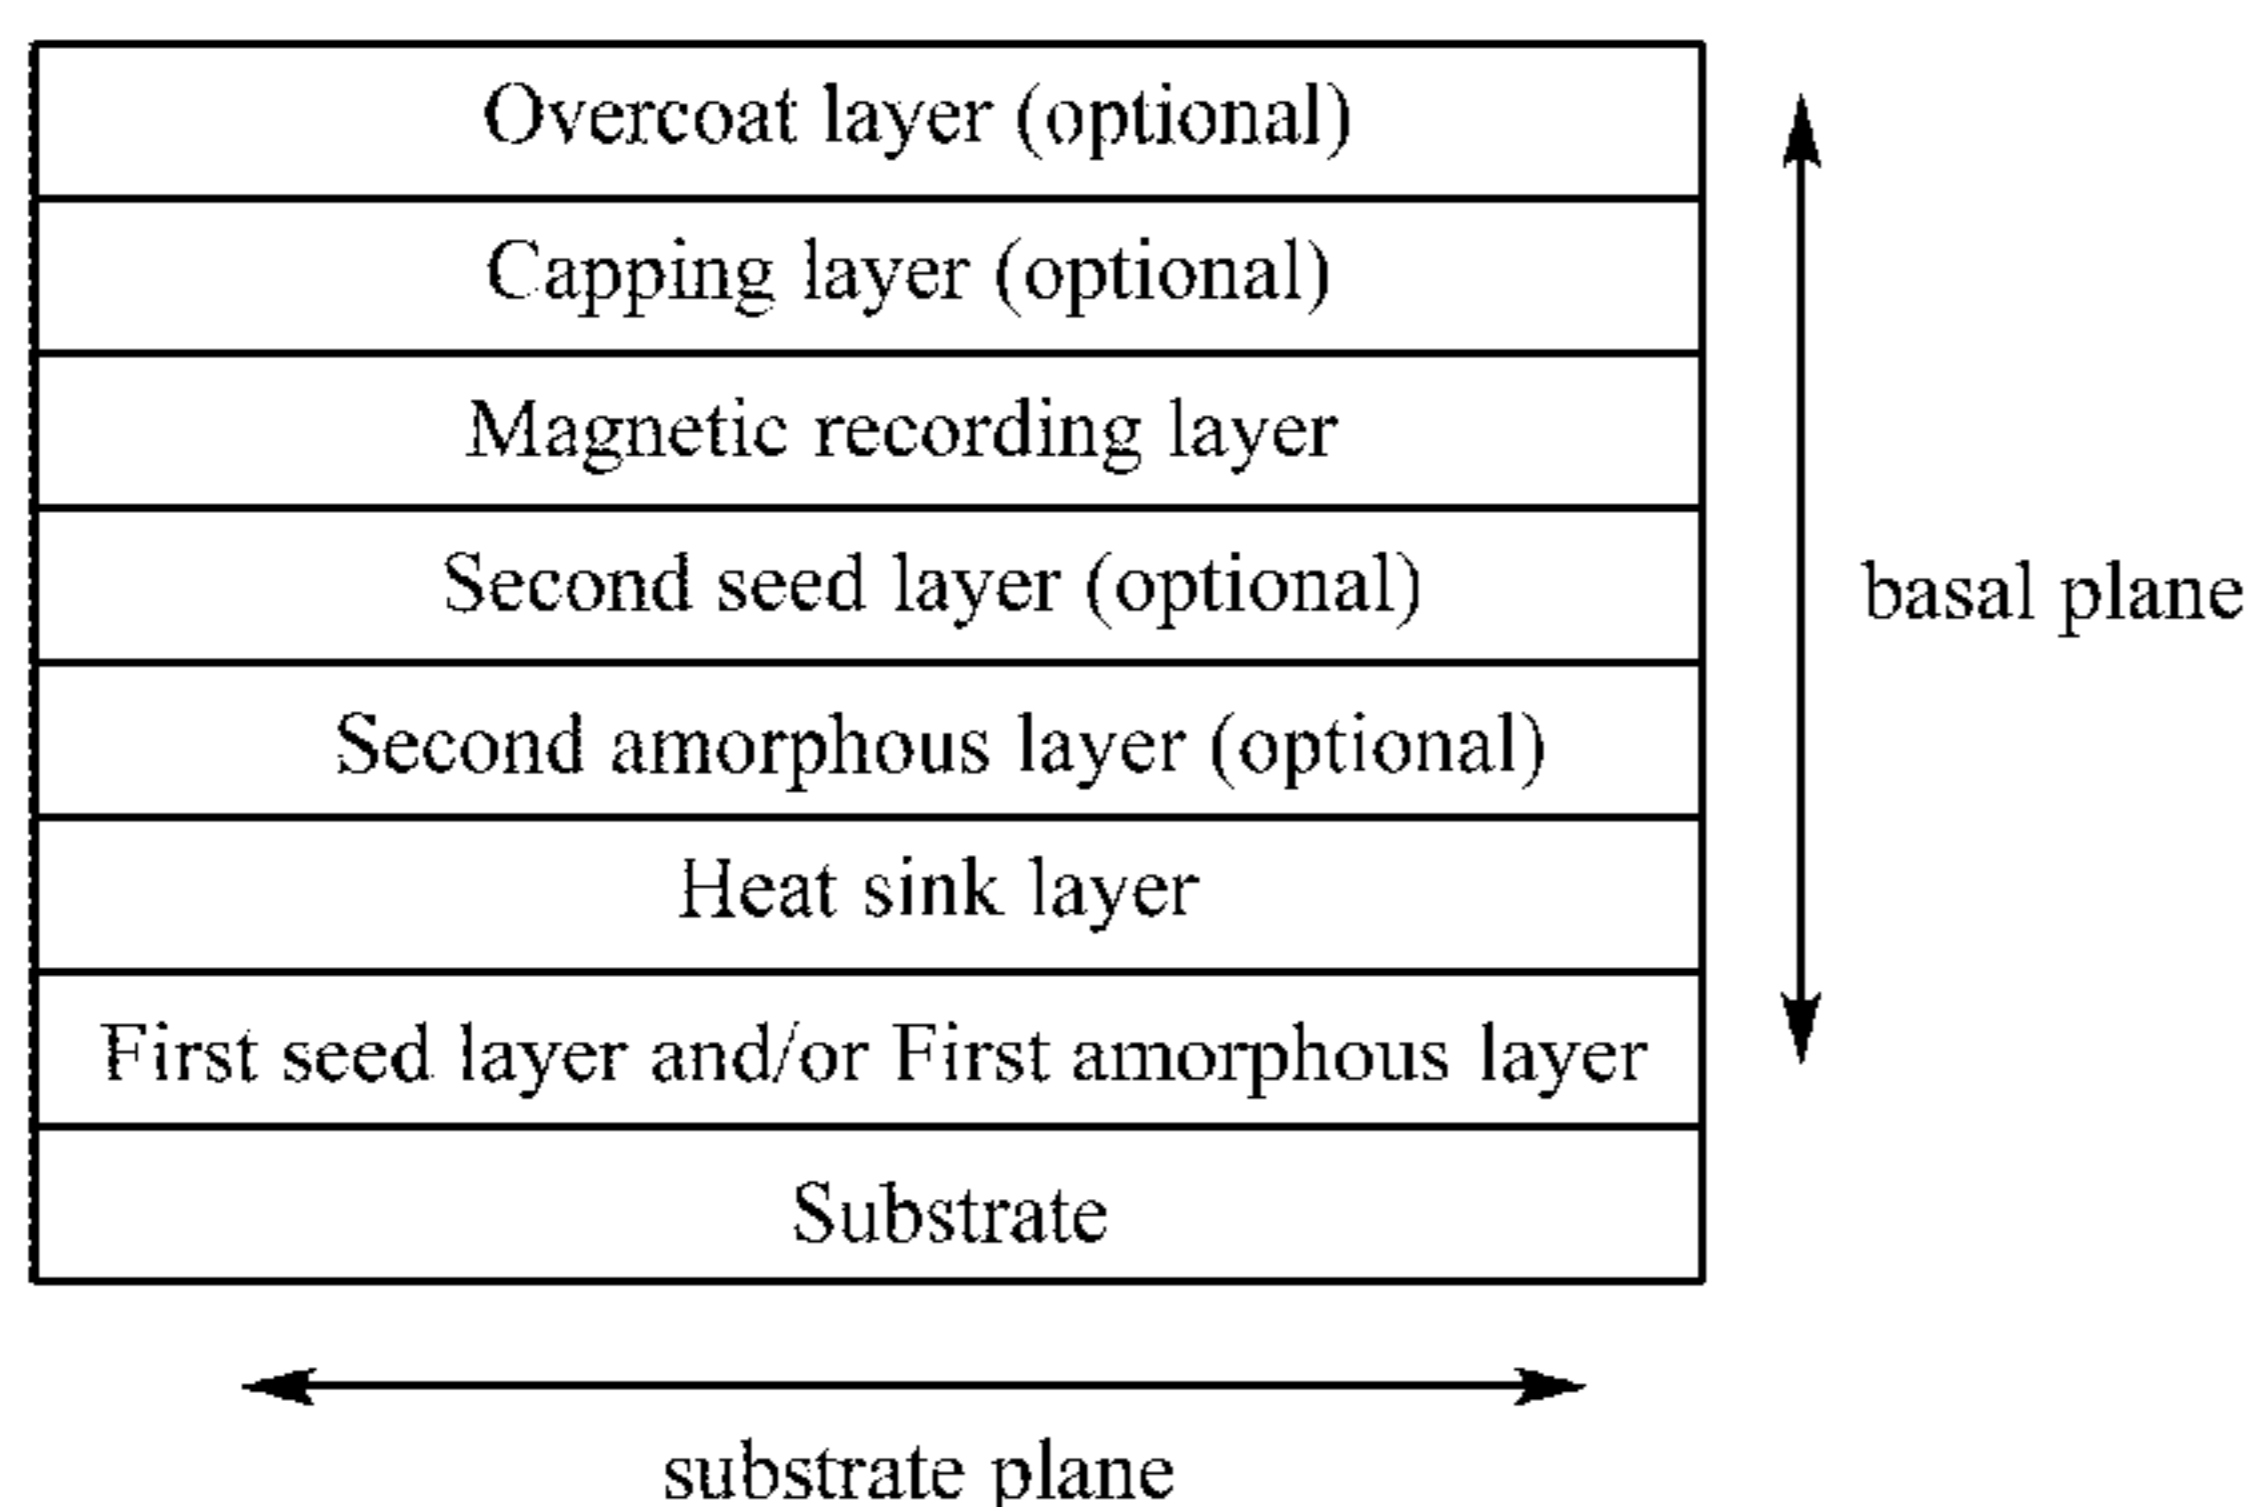 Overcoat layer (optional)
Capping layer (optional)
Magnetic recording layer
Second seed layer (optional)
Second amorphous layer (optional)
Heat sink layer
First seed layer and/or First amorphous layer
Substrate
basal plane
substrate plane